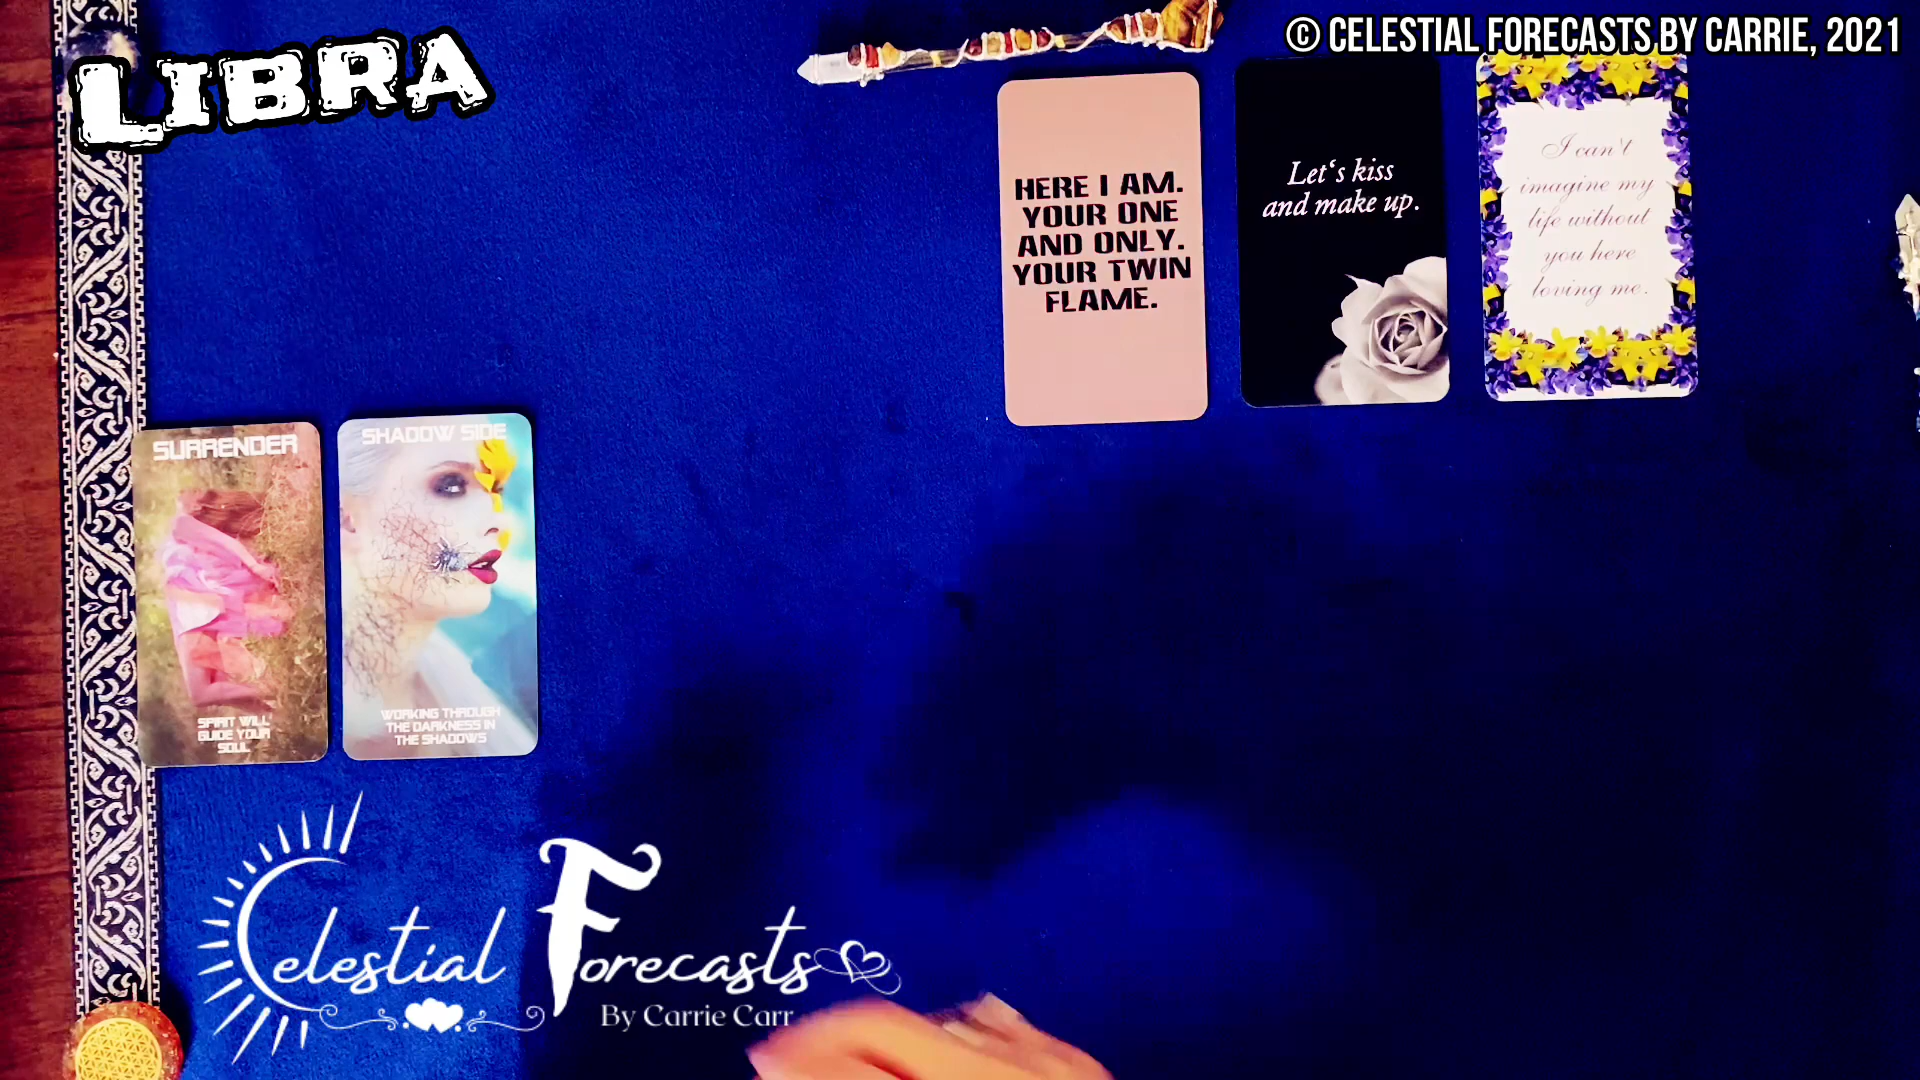 LIBRA
© CELESTIAL FORECASTS BY CARRIE, 2021
HERE I AM.
YOUR ONE
AND ONLY.
YOUR TWIN
FLAME.
Let's kiss
and make up.
I can't
imagine my
life without
you here
loving me.
SURRENDER
SPIRIT WILL
GUIDE YOUR
SOUL
SHADOW SIDE
WORKING THROUGH
THE DARKNESS IN
THE SHADOWS
Celestial Forecasts
By Carrie Carr